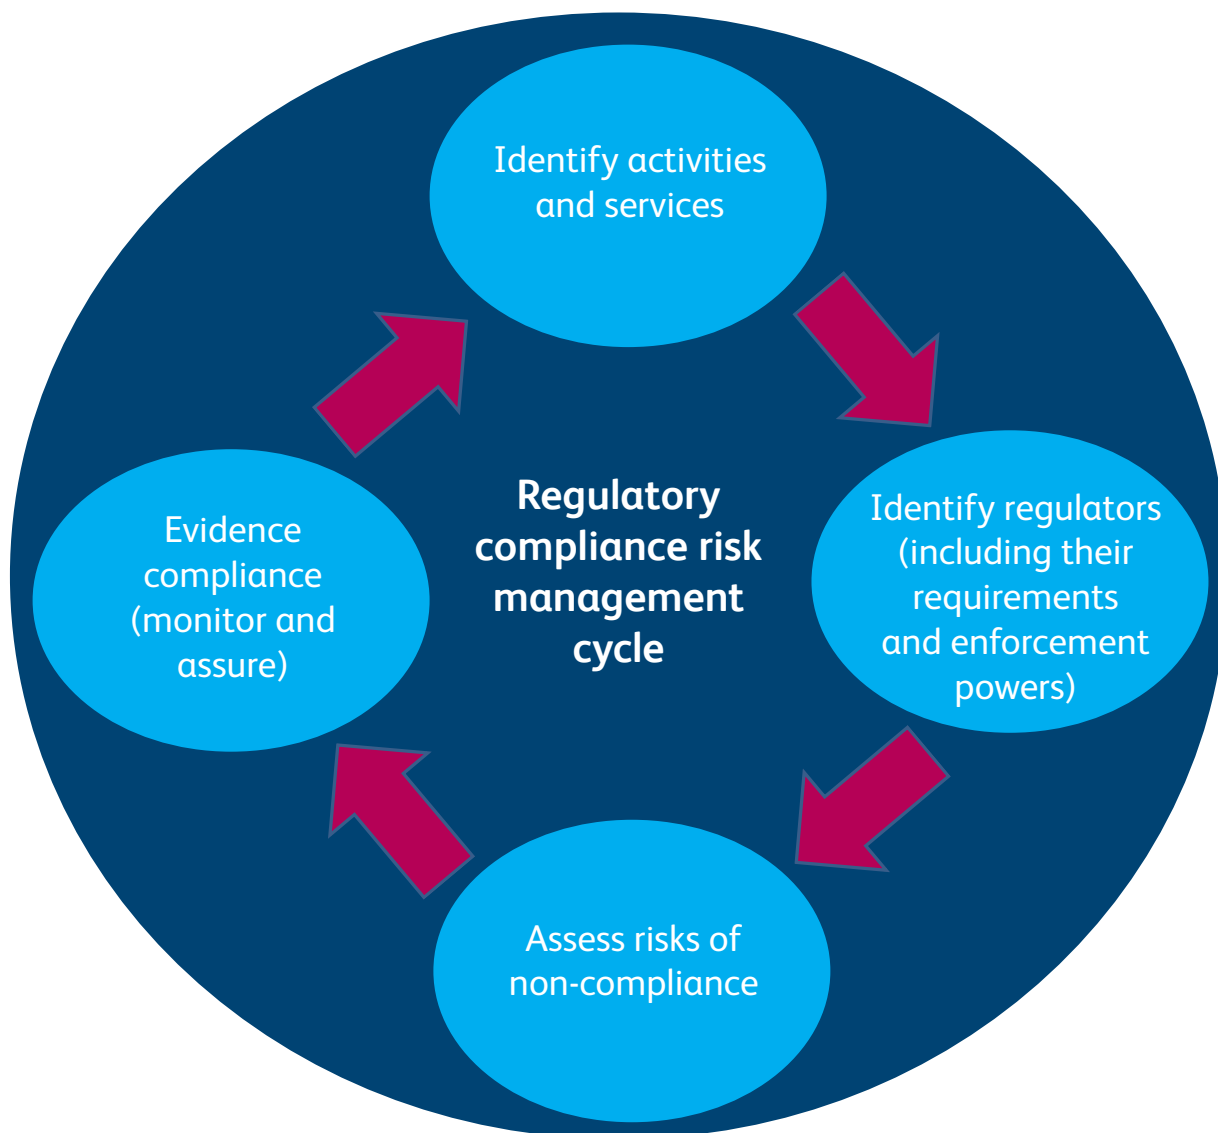 Identify activities
and services
Identify regulators
(including their
requirements
and enforcement
powers)
Assess risks of
non-compliance
Evidence
compliance
(monitor and
assure)
Regulatory
compliance risk
management
cycle